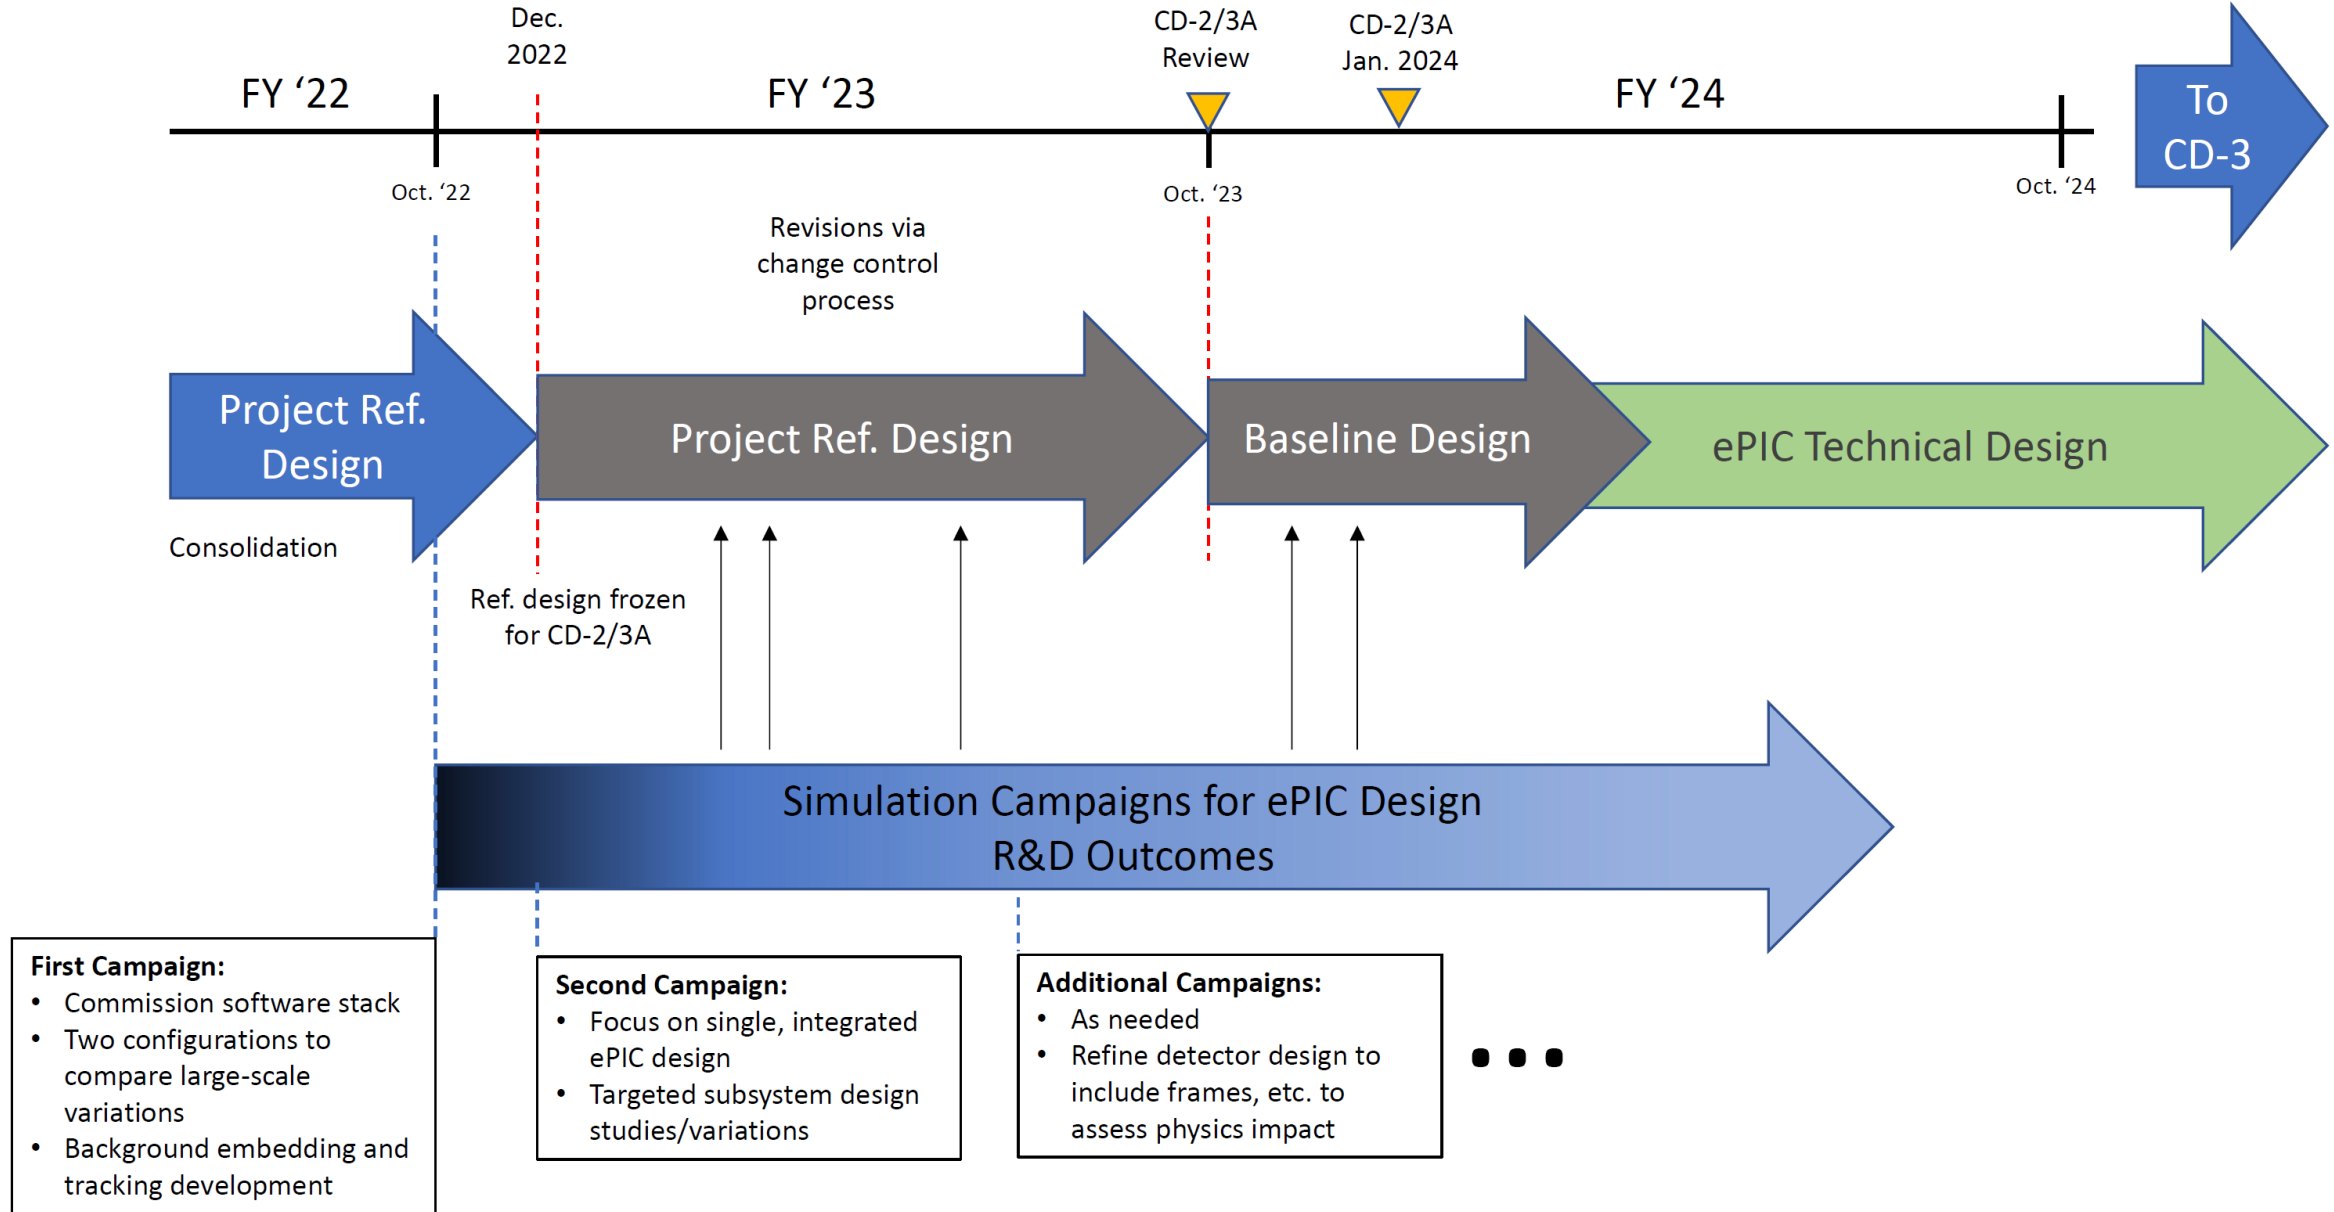 Dec.
2022
CD-2/3A
Review
CD-2/3A
Jan. 2024
FY ‘22
FY ‘23
FY ‘24
To
CD-3
Oct. ‘22
Oct. ‘23
Oct. ‘24
Revisions via
change control
process
Project Ref.
Design
Project Ref. Design
Baseline Design
ePIC Technical Design
Consolidation
Ref. design frozen
for CD-2/3A
Simulation Campaigns for ePIC Design
R&D Outcomes
First Campaign:
• Commission software stack
• Two configurations to
compare large-scale
variations
• Background embedding and
tracking development
Second Campaign:
• Focus on single, integrated
ePIC design
• Targeted subsystem design
studies/variations
Additional Campaigns:
• As needed
• Refine detector design to
include frames, etc. to
assess physics impact
...